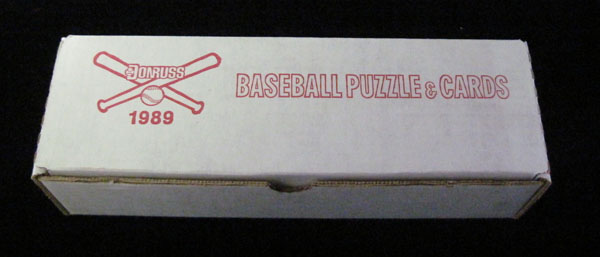 DONRUSS
1989
BASEBALL PUZZLE & CARDS